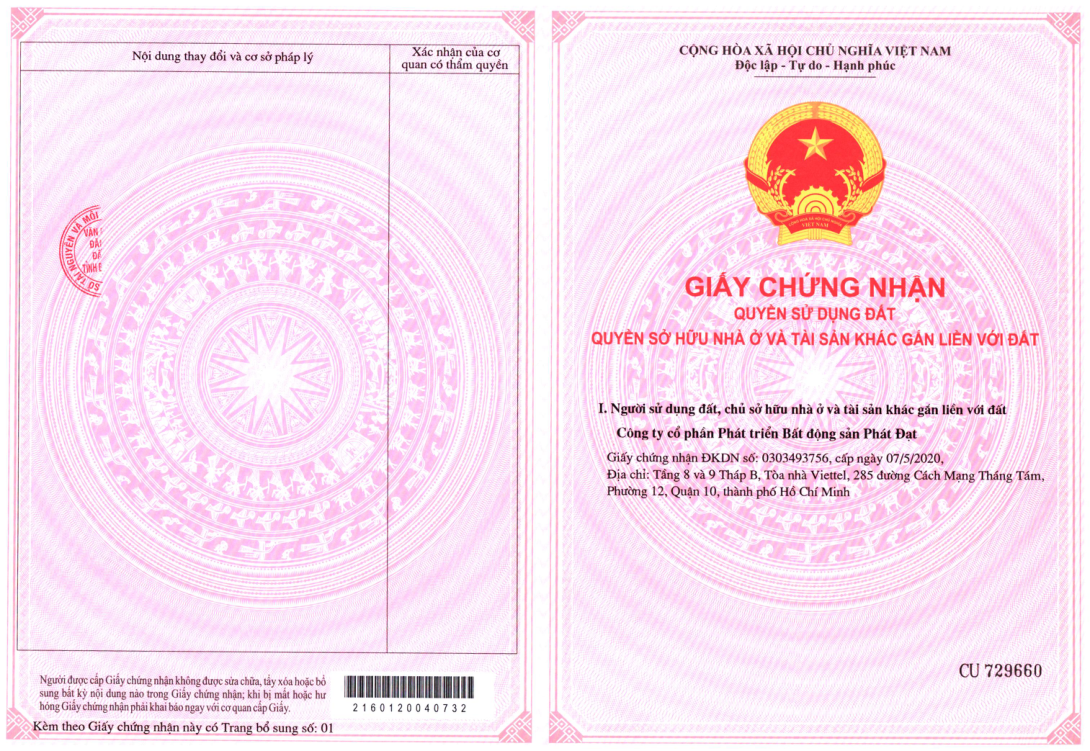 Nội dung thay đổi và cơ sở pháp lý
Xác nhận của cơ
quan có thẩm quyền
SỞ TÀI NGUYÊN VÀ MÔI
VĂN
ĐĂ
ĐẤ
TỈNH
Người được cấp Giấy chứng nhận không được sửa chữa, tẩy xóa hoặc bổ
sung bất kỳ nội dung nào trong Giấy chứng nhận; khi bị mất hoặc hư
hỏng Giấy chứng nhận phải khai báo ngay với cơ quan cấp Giấy.
2160120040732
Kèm theo Giấy chứng nhận này có Trang bổ sung số: 01
CỘNG HÒA XÃ HỘI CHỦ NGHĨA VIỆT NAM
Độc lập - Tự do - Hạnh phúc
VIỆT NAM
GIẤY CHỨNG NHẬN
QUYỀN SỬ DỤNG ĐẤT
QUYỀN SỞ HỮU NHÀ Ở VÀ TÀI SẢN KHÁC GẮN LIỀN VỚI ĐẤT
I. Người sử dụng đất, chủ sở hữu nhà ở và tài sản khác gắn liền với đất
Công ty cổ phần Phát triển Bất động sản Phát Đạt
Giấy chứng nhận ĐKDN số: 0303493756, cấp ngày 07/5/2020,
Địa chỉ: Tầng 8 và 9 Tháp B, Tòa nhà Viettel, 285 đường Cách Mạng Tháng Tám,
Phường 12, Quận 10, thành phố Hồ Chí Minh
CU 729660